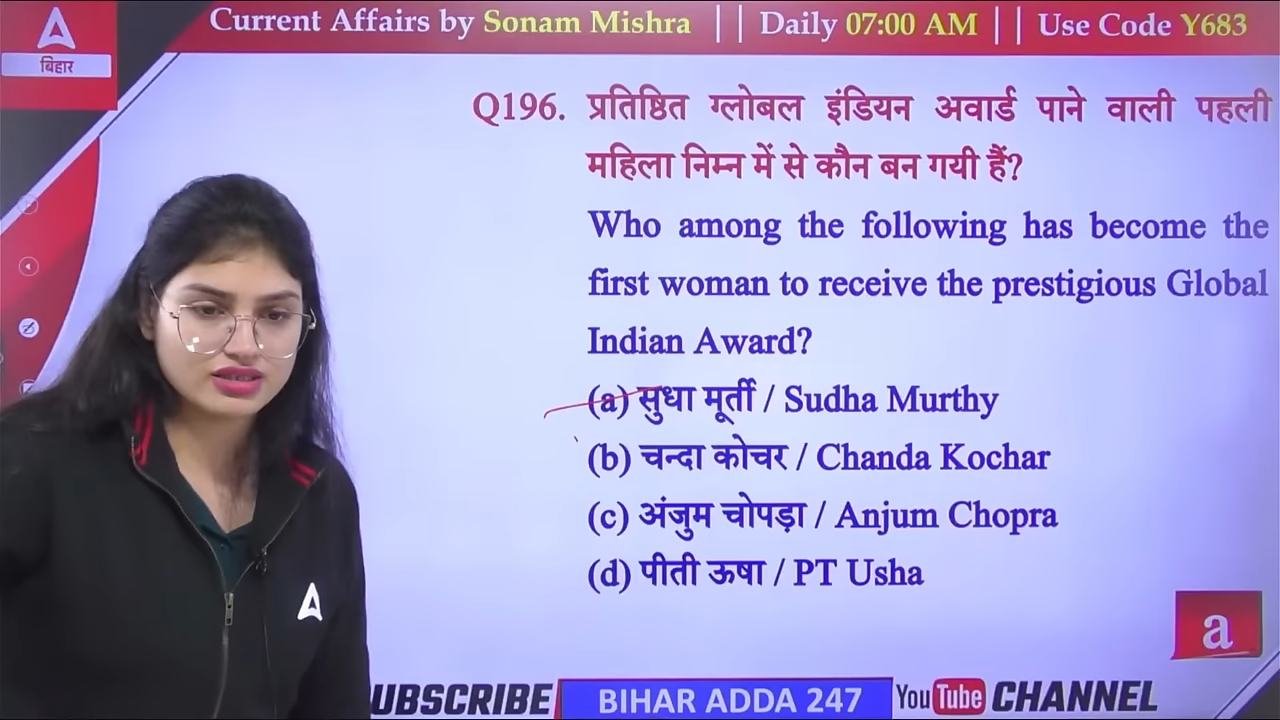 Current Affairs by Sonam Mishra || Daily 07:00 AM || Use Code Y683
बिहार
Q196. प्रतिष्ठित ग्लोबल इंडियन अवार्ड पाने वाली पहली
महिला निम्न में से कौन बन गयी हैं?
Who among the following has become the
first woman to receive the prestigious Global
Indian Award?
(a) सुधा मूर्ती / Sudha Murthy
(b) चन्दा कोचर / Chanda Kochar
(c) अंजुम चोपड़ा / Anjum Chopra
(d) पीती ऊषा / PT Usha
a
UBSCRIBE BIHAR ADDA 247 YouTube CHANNEL